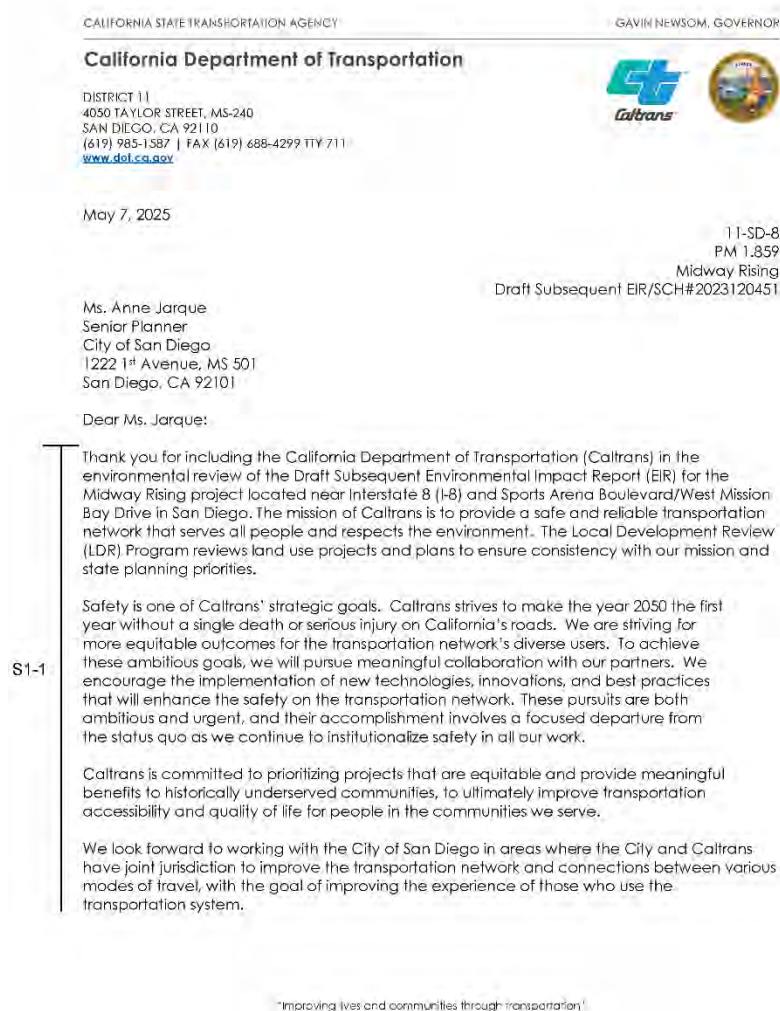 CALIFORNIA STATE TRANSPORTATION AGENCY
GAVIN NEWSOM, GOVERNOR
California Department of Transportation
DISTRICT 11
4050 TAYLOR STREET, MS-240
SAN DIEGO, CA 92110
(619) 985-1587 | FAX (619) 688-4299 TTY 711
www.dot.ca.gov
Caltrans
May 7, 2025
11-SD-8
PM 1.859
Midway Rising
Draft Subsequent EIR/SCH#2023120451
Ms. Anne Jarque
Senior Planner
City of San Diego
1222 1st Avenue, MS 501
San Diego, CA 92101
Dear Ms. Jarque:
Thank you for including the California Department of Transportation (Caltrans) in the
environmental review of the Draft Subsequent Environmental Impact Report (EIR) for the
Midway Rising project located near Interstate 8 (I-8) and Sports Arena Boulevard/West Mission
Bay Drive in San Diego. The mission of Caltrans is to provide a safe and reliable transportation
network that serves all people and respects the environment. The Local Development Review
(LDR) Program reviews land use projects and plans to ensure consistency with our mission and
state planning priorities.
Safety is one of Caltrans' strategic goals. Caltrans strives to make the year 2050 the first
year without a single death or serious injury on California's roads. We are striving for
more equitable outcomes for the transportation network's diverse users. To achieve
these ambitious goals, we will pursue meaningful collaboration with our partners. We
encourage the implementation of new technologies, innovations, and best practices
that will enhance the safety on the transportation network. These pursuits are both
ambitious and urgent, and their accomplishment involves a focused departure from
the status quo as we continue to institutionalize safety in all our work.
S1-1
Caltrans is committed to prioritizing projects that are equitable and provide meaningful
benefits to historically underserved communities, to ultimately improve transportation
accessibility and quality of life for people in the communities we serve.
We look forward to working with the City of San Diego in areas where the City and Caltrans
have joint jurisdiction to improve the transportation network and connections between various
modes of travel, with the goal of improving the experience of those who use the
transportation system.
"Improving lives and communities through transportation"